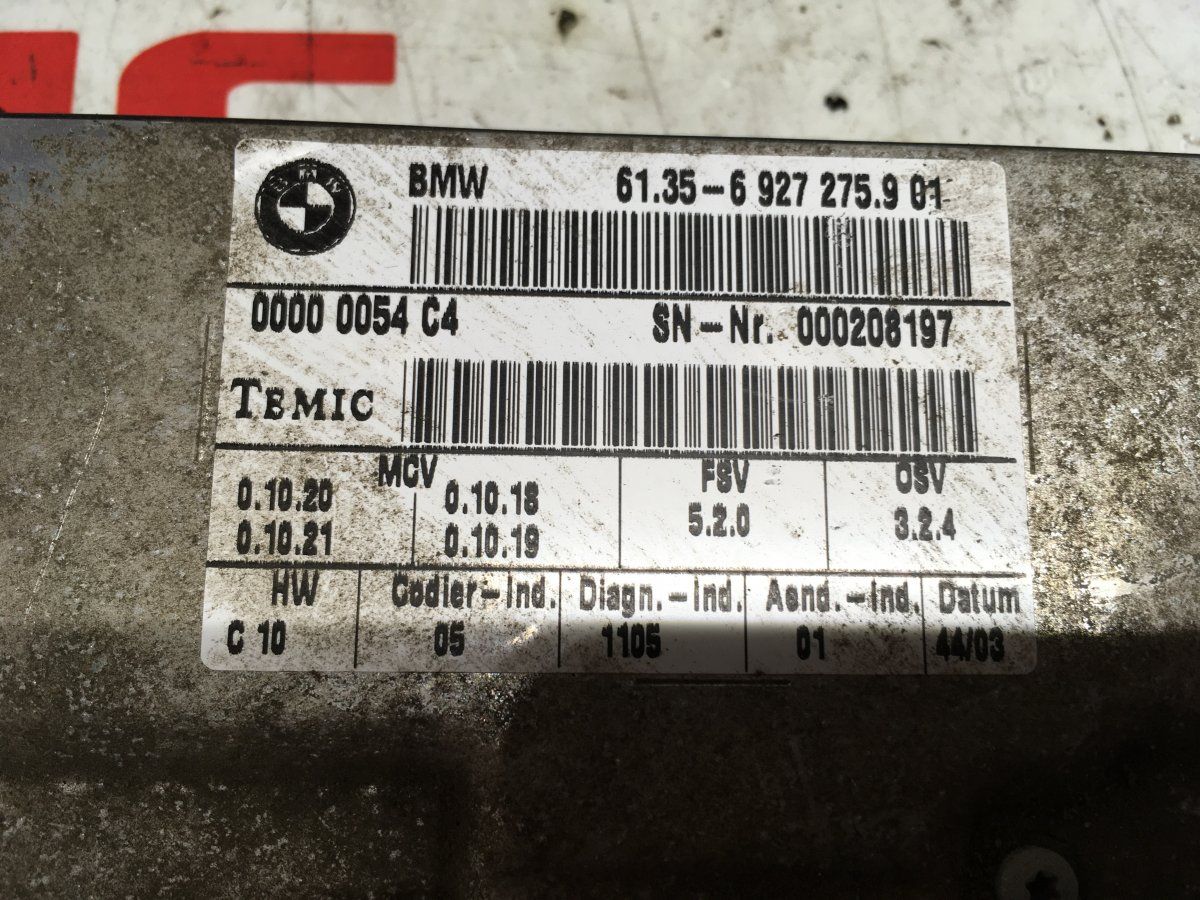 BMW
BMW 61.35-6 927 275.9 01
0000 0054 C4 SN-Nr. 000208197
TEMIC
MCV FSV OSV
0.10.20 0.10.18 5.2.0 3.2.4
0.10.21 0.10.19
HW Codier-Ind. Diagn.-Ind. Aend.-Ind. Datum
C 10 05 1105 01 44/03